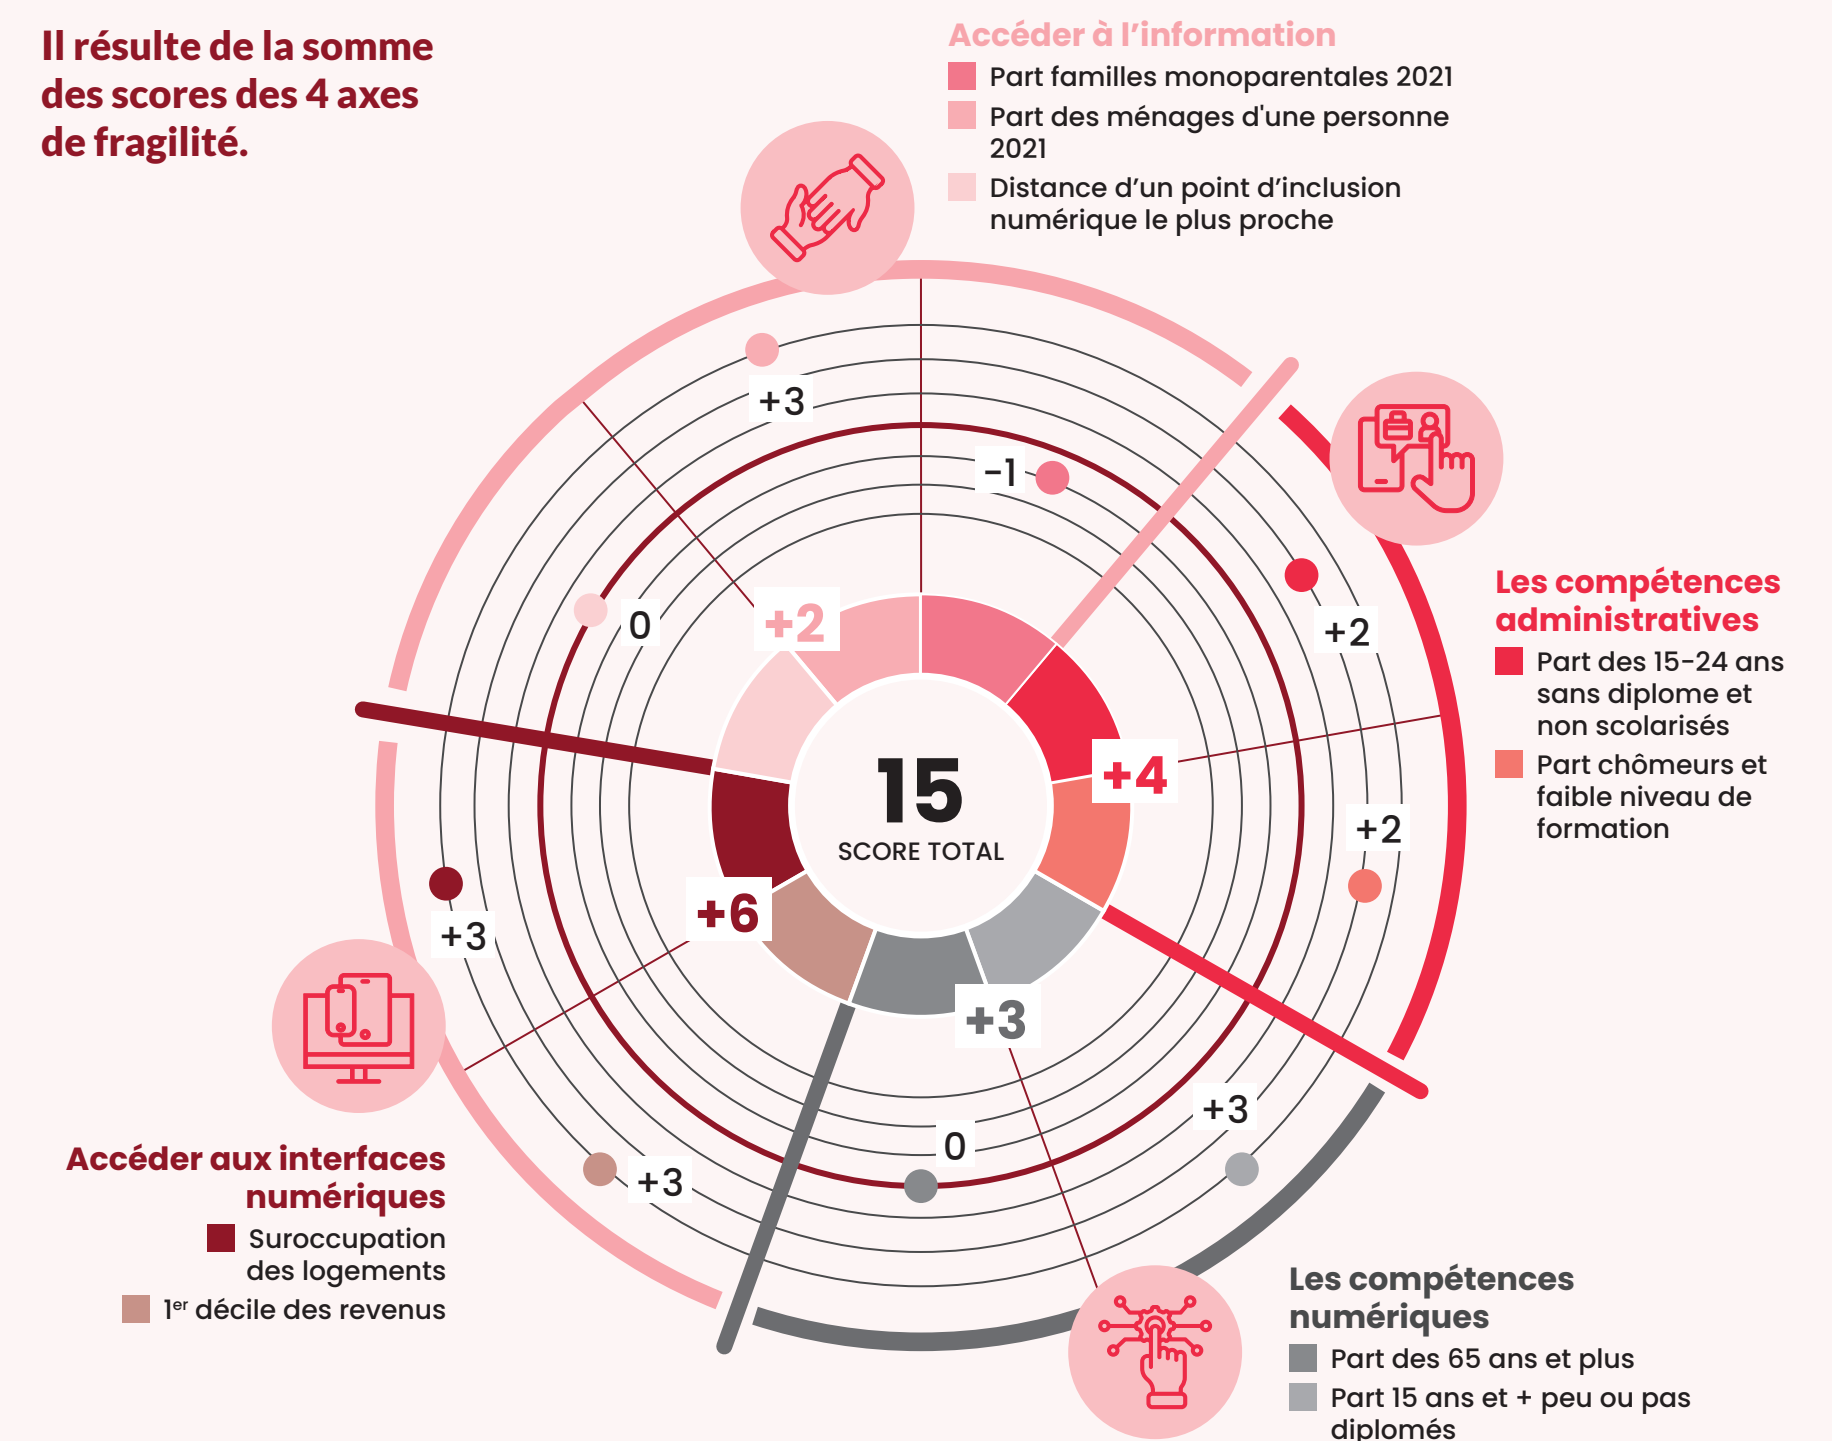 Il résulte de la somme
des scores des 4 axes
de fragilité.
Accéder à l’information
Part familles monoparentales 2021
Part des ménages d'une personne
2021
Distance d’un point d’inclusion
numérique le plus proche
+3
-1
0
+2
+2
Les compétences
administratives
Part des 15-24 ans
sans diplome et
non scolarisés
Part chômeurs et
faible niveau de
formation
+4
+2
15
SCORE TOTAL
+6
+3
+3
+3
0
+3
Accéder aux interfaces
numériques
Suroccupation
des logements
1er décile des revenus
Les compétences
numériques
Part des 65 ans et plus
Part 15 ans et + peu ou pas
diplomés